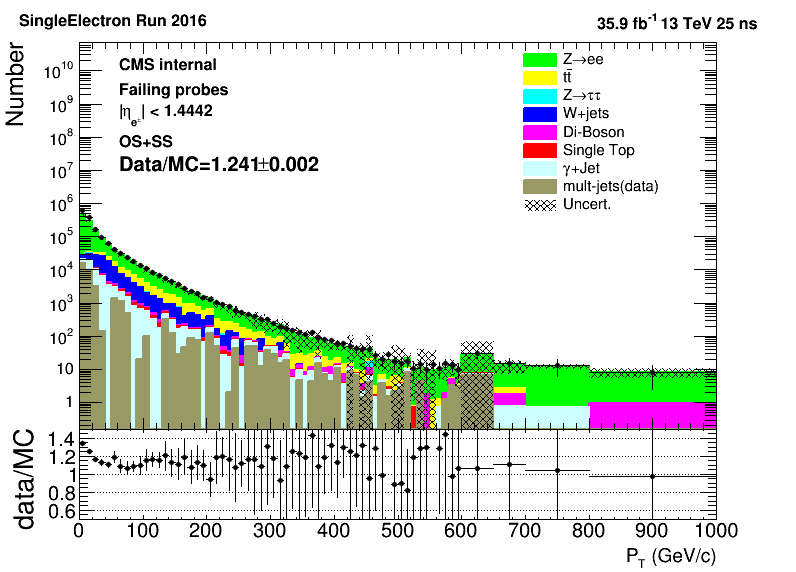 SingleElectron Run 2016
35.9 fb⁻¹ 13 TeV 25 ns
Number
10¹⁰
10⁹
10⁸
10⁷
10⁶
10⁵
10⁴
10³
10²
10
1
CMS internal
Failing probes
|η_e±| < 1.4442
OS+SS
Data/MC=1.241±0.002
Z→ee
tt̄
Z→ττ
W+jets
Di-Boson
Single Top
γ+Jet
mult-jets(data)
Uncert.
data/MC
1.4
1.2
1
0.8
0.6
0 100 200 300 400 500 600 700 800 900 1000
P_T (GeV/c)